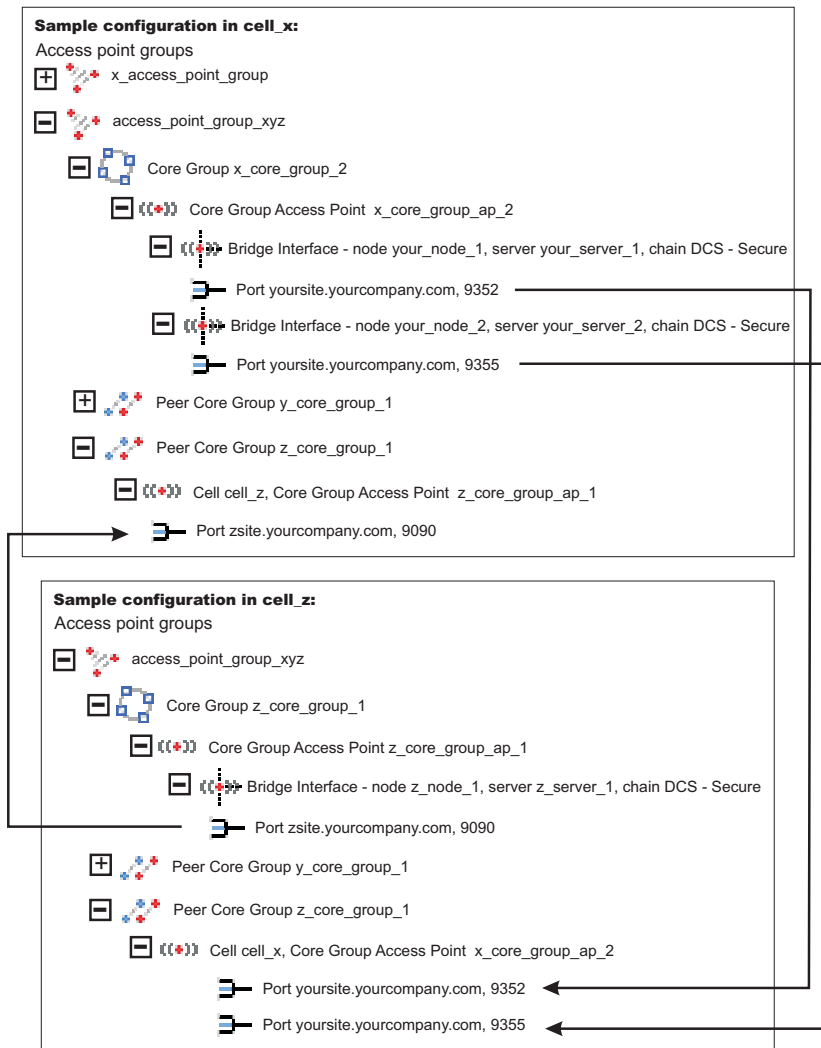 Sample configuration in cell_x:
Access point groups
x_access_point_group
access_point_group_xyz
Core Group x_core_group_2
Core Group Access Point x_core_group_ap_2
Bridge Interface - node your_node_1, server your_server_1, chain DCS - Secure
Port yoursite.yourcompany.com, 9352
Bridge Interface - node your_node_2, server your_server_2, chain DCS - Secure
Port yoursite.yourcompany.com, 9355
Peer Core Group y_core_group_1
Peer Core Group z_core_group_1
Cell cell_z, Core Group Access Point z_core_group_ap_1
Port zsite.yourcompany.com, 9090
Sample configuration in cell_z:
Access point groups
access_point_group_xyz
Core Group z_core_group_1
Core Group Access Point z_core_group_ap_1
Bridge Interface - node z_node_1, server z_server_1, chain DCS - Secure
Port zsite.yourcompany.com, 9090
Peer Core Group y_core_group_1
Peer Core Group z_core_group_1
Cell cell_x, Core Group Access Point x_core_group_ap_2
Port yoursite.yourcompany.com, 9352
Port yoursite.yourcompany.com, 9355